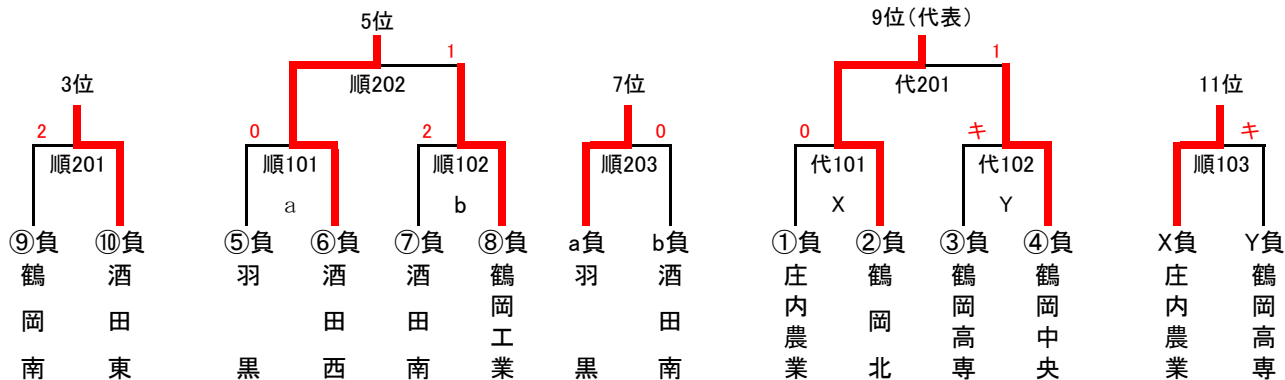 5位
9位(代表)
1
1
3位
順202
7位
代201
11位
2
0
2
0
0
キ
キ
順201
順101
順102
順203
代101
代102
順103
a
b
X
Y
⑨負
⑩負
⑤負
⑥負
⑦負
⑧負
a負
b負
①負
②負
③負
④負
X負
Y負
鶴岡南
酒田東
羽黒
酒田西
酒田南
鶴岡工業
羽黒
酒田南
庄内農業
鶴岡北
鶴岡高専
鶴岡中央
庄内農業
鶴岡高専